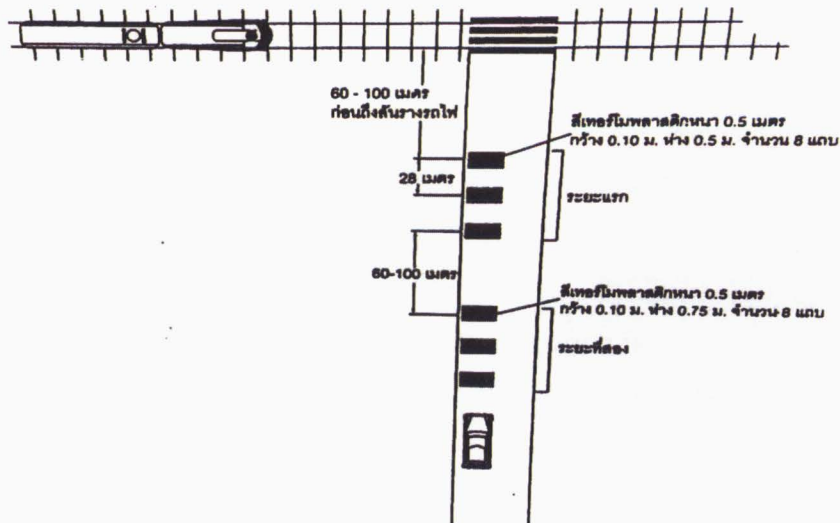 60 - 100 เมตร
ก่อนถึงคันรางรถไฟ
สีเทอร์โมพลาสติกหนา 0.5 เมตร
กว้าง 0.10 ม. ห่าง 0.5 ม. จำนวน 8 แถบ
28 เมตร
ระยะแรก
60-100 เมตร
สีเทอร์โมพลาสติกหนา 0.5 เมตร
กว้าง 0.10 ม. ห่าง 0.75 ม. จำนวน 8 แถบ
ระยะที่สอง